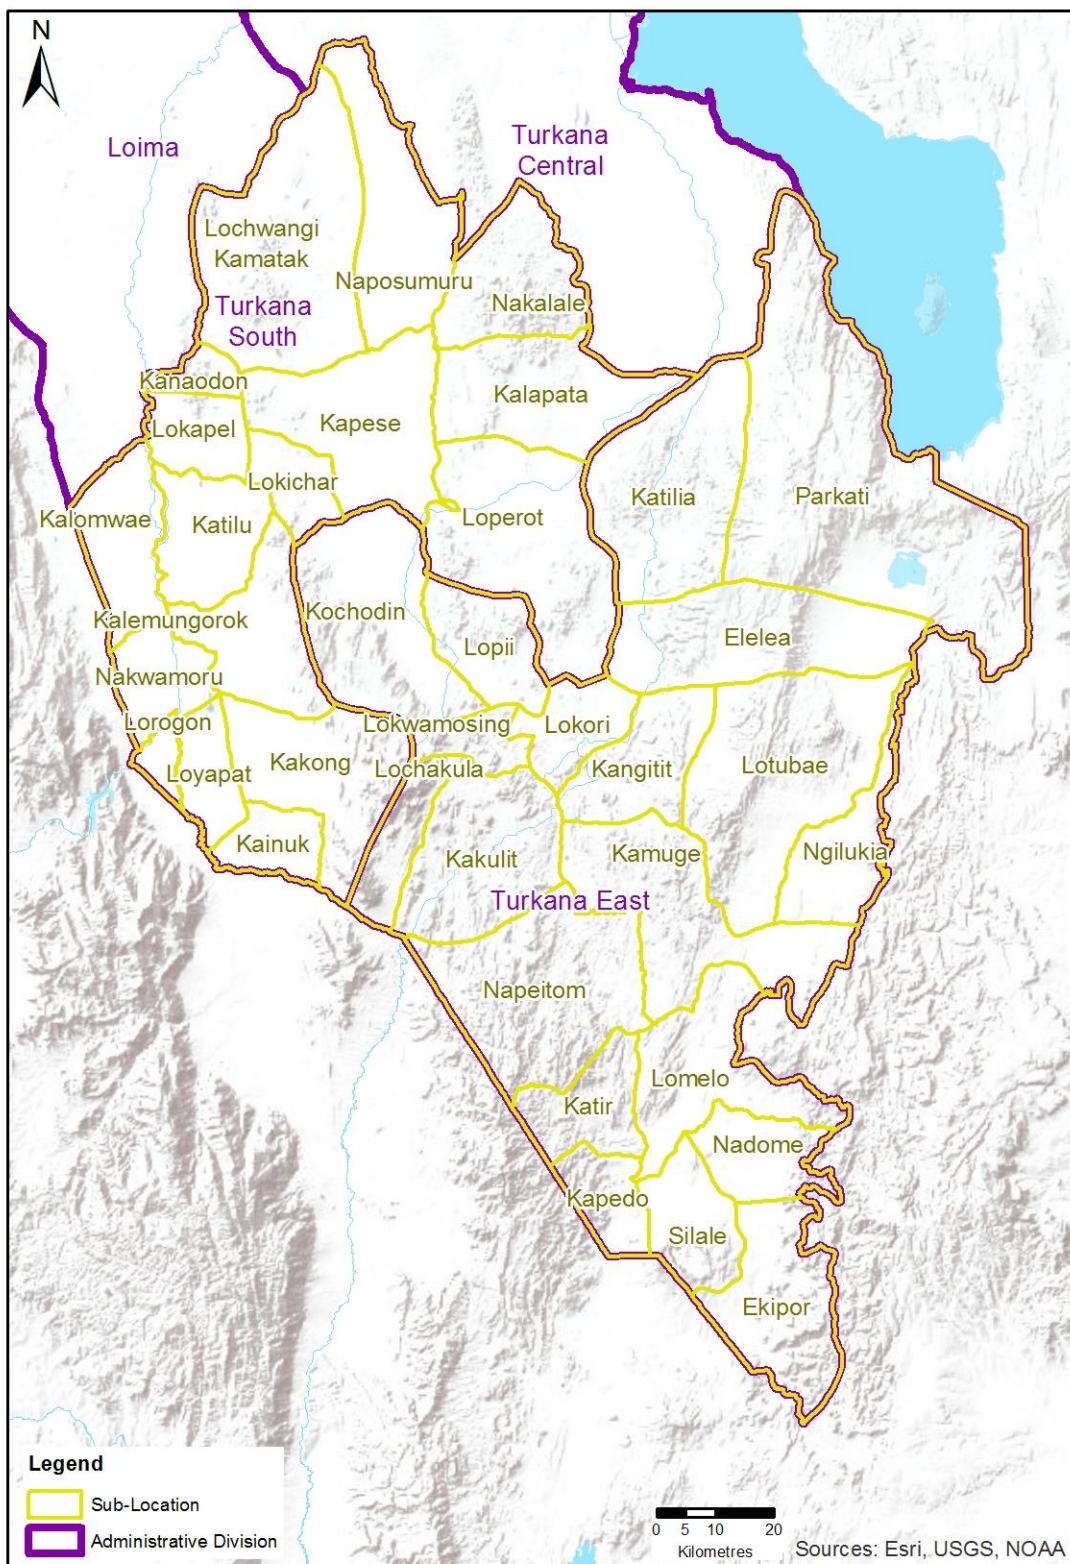 N
Loima
Turkana
Central
Lochwangi
Kamatak
Naposumuru
Nakalale
Turkana
South
Kanaodon
Kalapata
Lokapel
Kapese
Lokichar
Katilia
Parkati
Kalomwae
Katilu
Loperot
Kochodin
Kalemungorok
Elelea
Lopii
Nakwamoru
Lorogon
Lokwamosing
Lokori
Kakong
Loyapat
Lochakula
Kangitit
Lotubae
Kainuk
Kakulit
Kamuge
Ngilukia
Turkana East
Napeitom
Lomelo
Katir
Nadome
Kapedo
Silale
Ekipor
Legend
Sub-Location
Administrative Division
0 5 10 20
Kilometres
Sources: Esri, USGS, NOAA